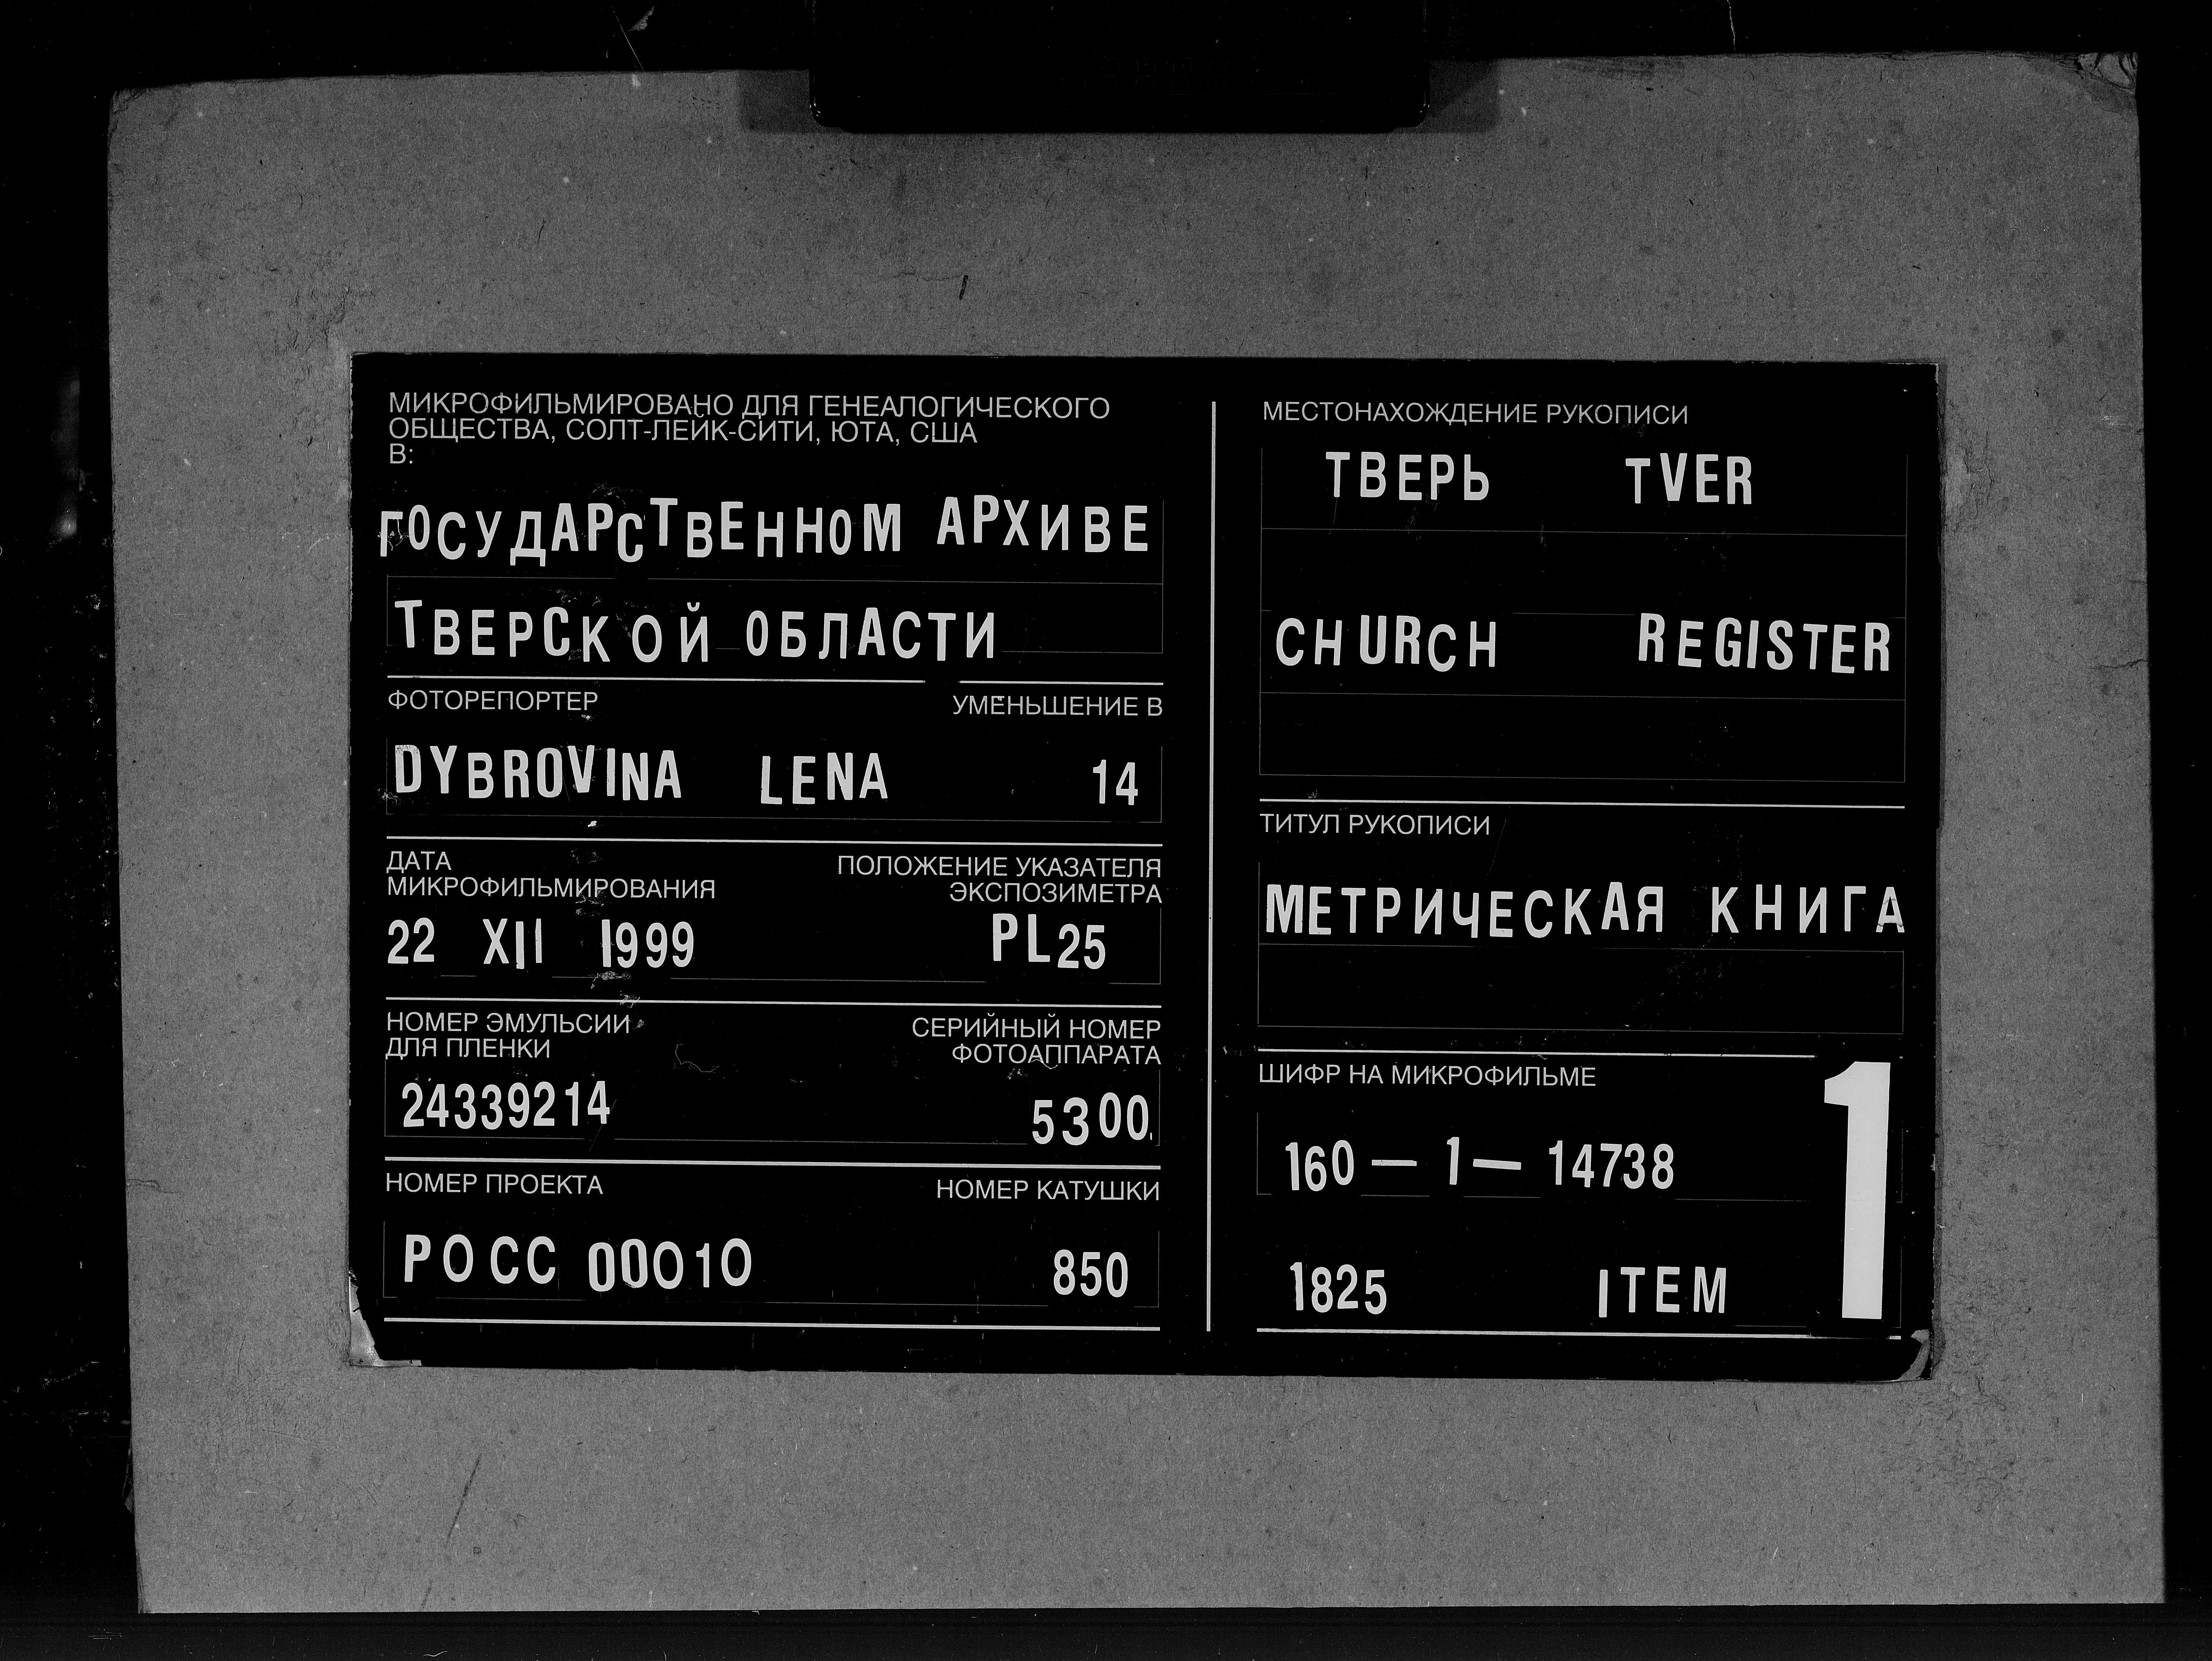 МИКРОФИЛЬМИРОВАНО ДЛЯ ГЕНЕАЛОГИЧЕСКОГО
ОБЩЕСТВА, СОЛТ-ЛЕЙК-СИТИ, ЮТА, США
В:
ГОСУДАРСТВЕННОМ АРХИВЕ
ТВЕРСКОЙ ОБЛАСТИ
ФОТОРЕПОРТЕР УМЕНЬШЕНИЕ В
DYBROVINA LENA 14
ДАТА ПОЛОЖЕНИЕ УКАЗАТЕЛЯ
МИКРОФИЛЬМИРОВАНИЯ ЭКСПОЗИМЕТРА
22 XII 1999 PL25
НОМЕР ЭМУЛЬСИИ СЕРИЙНЫЙ НОМЕР
ДЛЯ ПЛЕНКИ ФОТОАППАРАТА
24339214 5300
НОМЕР ПРОЕКТА НОМЕР КАТУШКИ
РОСС 00010 850
МЕСТОНАХОЖДЕНИЕ РУКОПИСИ
ТВЕРЬ TVER
CHURCH REGISTER
ТИТУЛ РУКОПИСИ
МЕТРИЧЕСКАЯ КНИГА
ШИФР НА МИКРОФИЛЬМЕ
160 — 1 — 14738
1825 ITEM 1